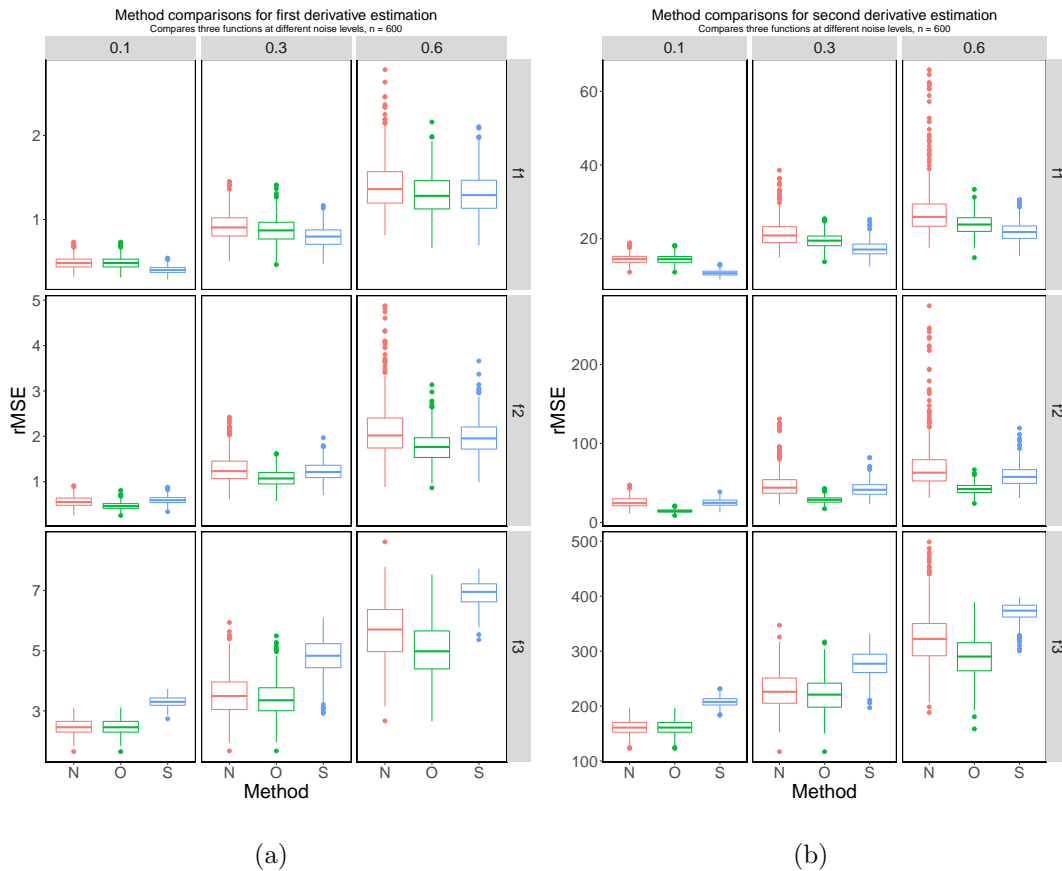 Method comparisons for first derivative estimation
Compares three functions at different noise levels, n = 600
0.1 0.3 0.6
2
1
f1
5
4
3
2
1
f2
7
5
3
f3
rMSE
N O S N O S N O S
Method
(a)
Method comparisons for second derivative estimation
Compares three functions at different noise levels, n = 600
0.1 0.3 0.6
60
40
20
f1
200
100
0
f2
500
400
300
200
100
f3
rMSE
N O S N O S N O S
Method
(b)